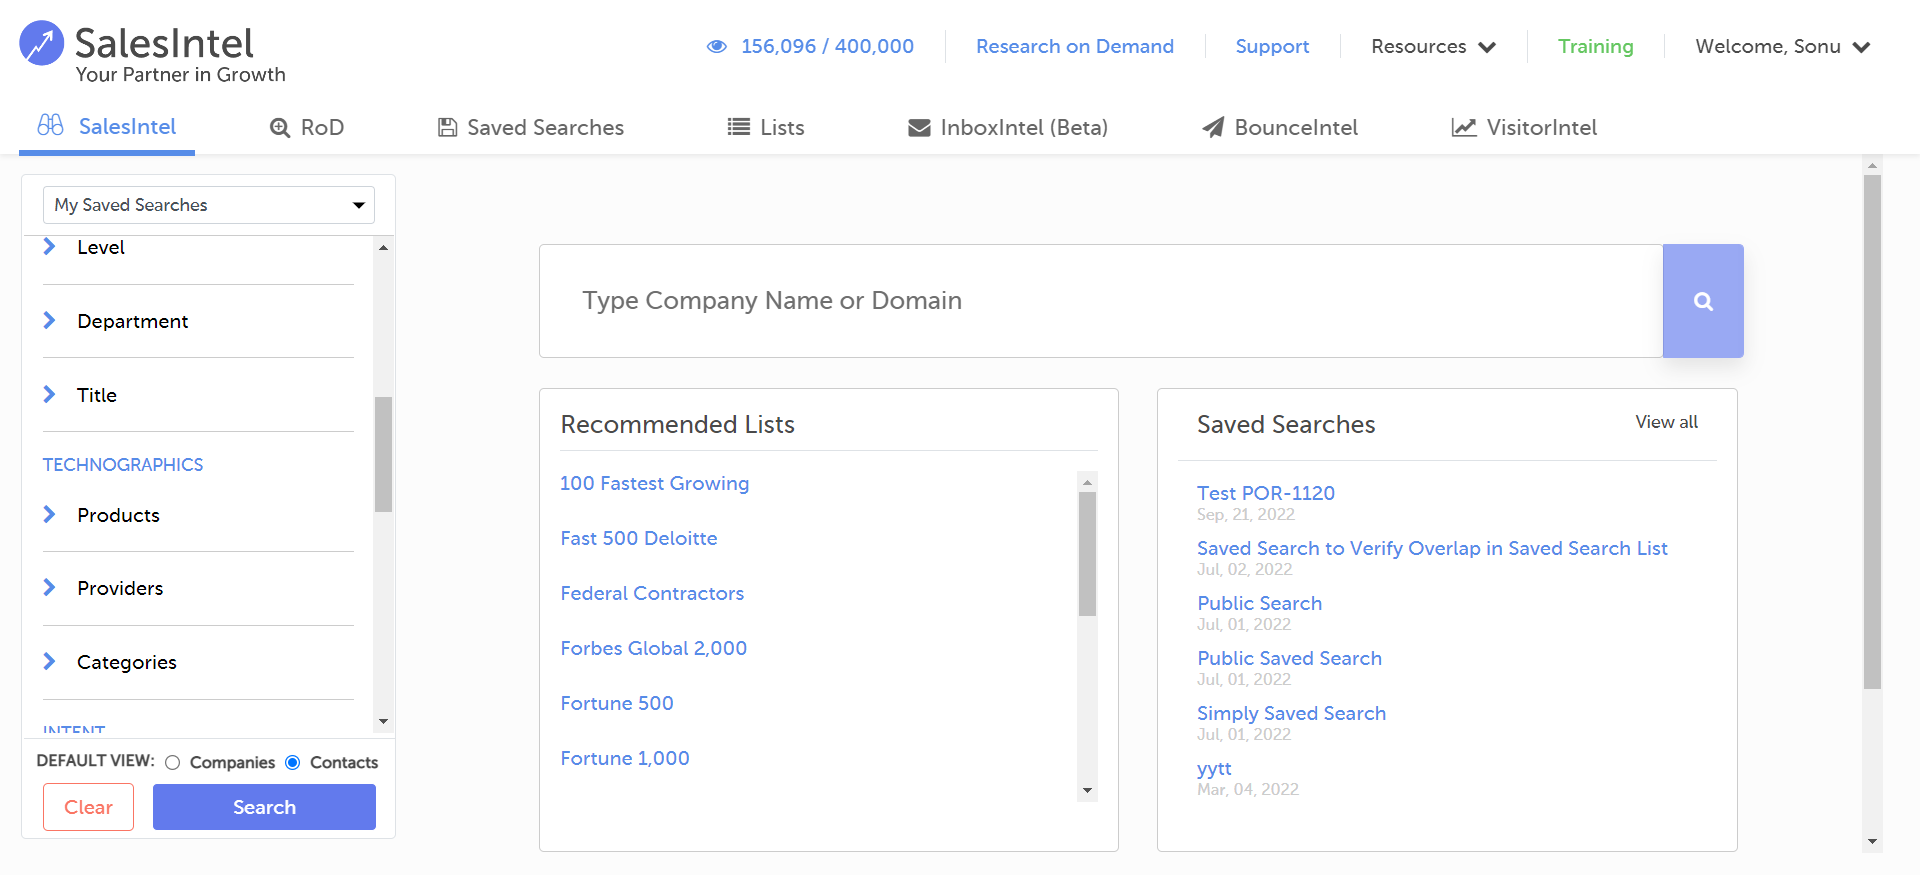 SalesIntel
Your Partner in Growth
156,096 / 400,000
Research on Demand
Support
Resources
Training
Welcome, Sonu
SalesIntel
RoD
Saved Searches
Lists
InboxIntel (Beta)
BounceIntel
VisitorIntel
My Saved Searches
Level
Department
Title
TECHNOGRAPHICS
Products
Providers
Categories
INTENT
DEFAULT VIEW: Companies Contacts
Clear
Search
Type Company Name or Domain
Recommended Lists
100 Fastest Growing
Fast 500 Deloitte
Federal Contractors
Forbes Global 2,000
Fortune 500
Fortune 1,000
Saved Searches
View all
Test POR-1120
Sep, 21, 2022
Saved Search to Verify Overlap in Saved Search List
Jul, 02, 2022
Public Search
Jul, 01, 2022
Public Saved Search
Jul, 01, 2022
Simply Saved Search
Jul, 01, 2022
yytt
Mar, 04, 2022